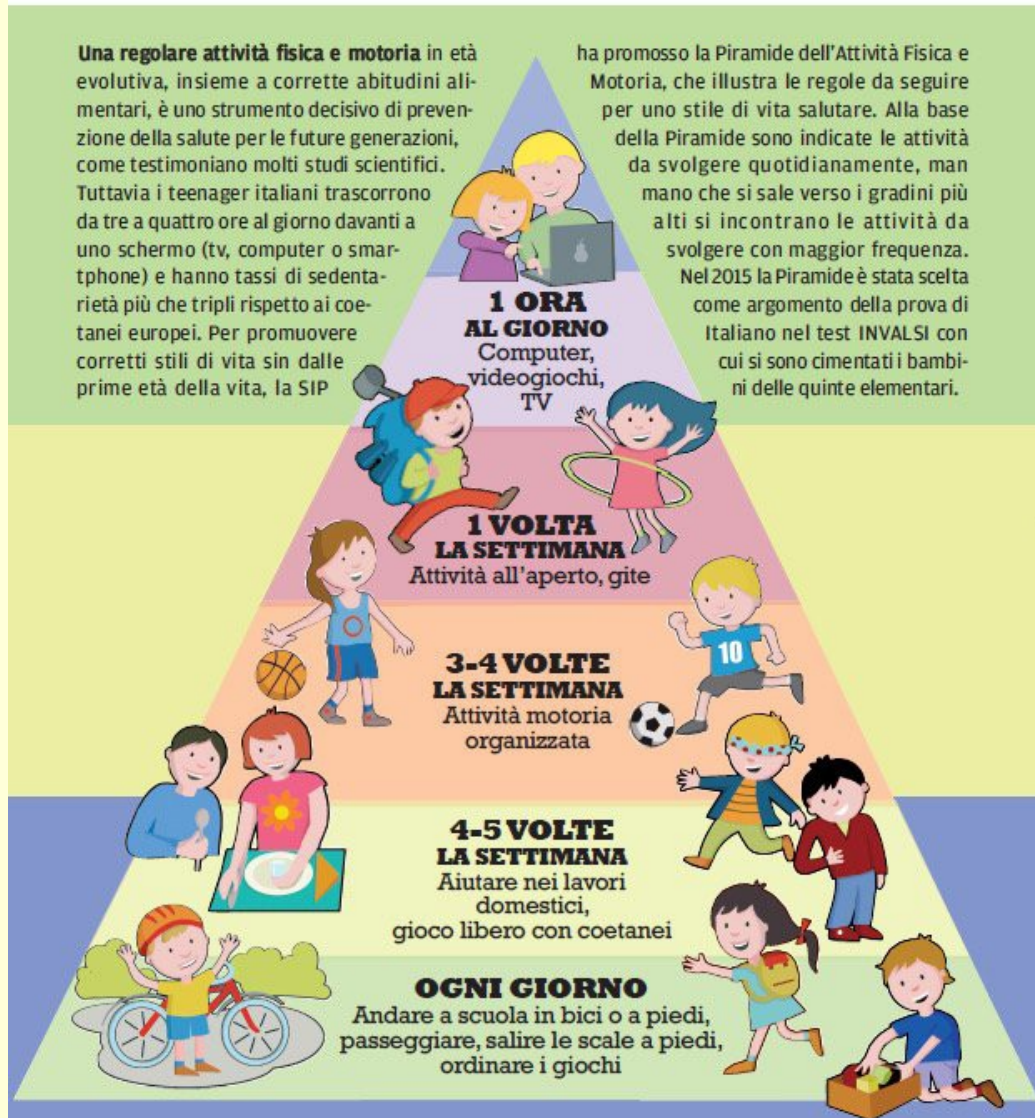 Una regolare attività fisica e motoria in età
evolutiva, insieme a corrette abitudini ali-
mentari, è uno strumento decisivo di preven-
zione della salute per le future generazioni,
come testimoniano molti studi scientifici.
Tuttavia i teenager italiani trascorrono
da tre a quattro ore al giorno davanti a
uno schermo (tv, computer o smar-
tphone) e hanno tassi di sedenta-
rietà più che tripli rispetto ai coe-
tanei europei. Per promuovere
corretti stili di vita sin dalle
prime età della vita, la SIP
ha promosso la Piramide dell'Attività Fisica e
Motoria, che illustra le regole da seguire
per uno stile di vita salutare. Alla base
della Piramide sono indicate le attività
da svolgere quotidianamente, man
mano che si sale verso i gradini più
alti si incontrano le attività da
svolgere con maggior frequenza.
Nel 2015 la Piramide è stata scelta
come argomento della prova di
Italiano nel test INVALSI con
cui si sono cimentati i bambi-
ni delle quinte elementari.
1 ORA
AL GIORNO
Computer,
videogiochi,
TV
1 VOLTA
LA SETTIMANA
Attività all'aperto, gite
3-4 VOLTE
LA SETTIMANA
Attività motoria
organizzata
10
4-5 VOLTE
LA SETTIMANA
Aiutare nei lavori
domestici,
gioco libero con coetanei
OGNI GIORNO
Andare a scuola in bici o a piedi,
passeggiare, salire le scale a piedi,
ordinare i giochi